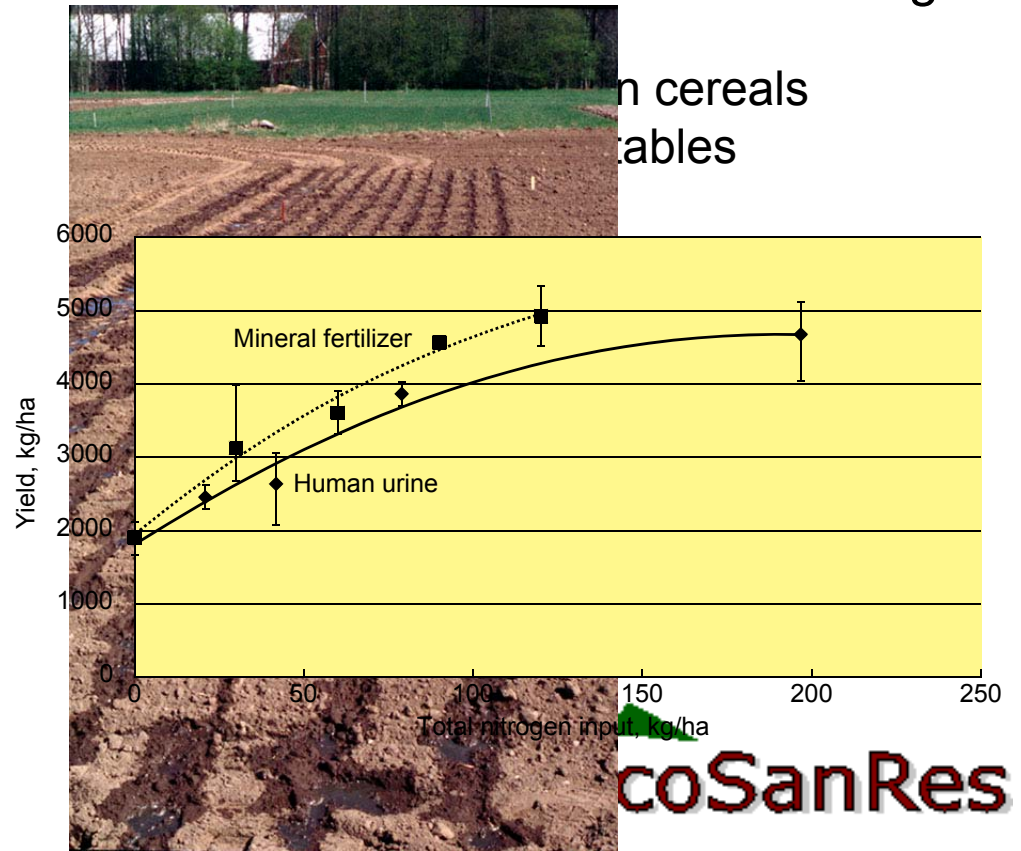 n cereals
tables
6000
5000
4000
3000
2000
1000
0
Yield, kg/ha
Mineral fertilizer
Human urine
0 50 100 150 200 250
Total nitrogen input, kg/ha
coSanRes